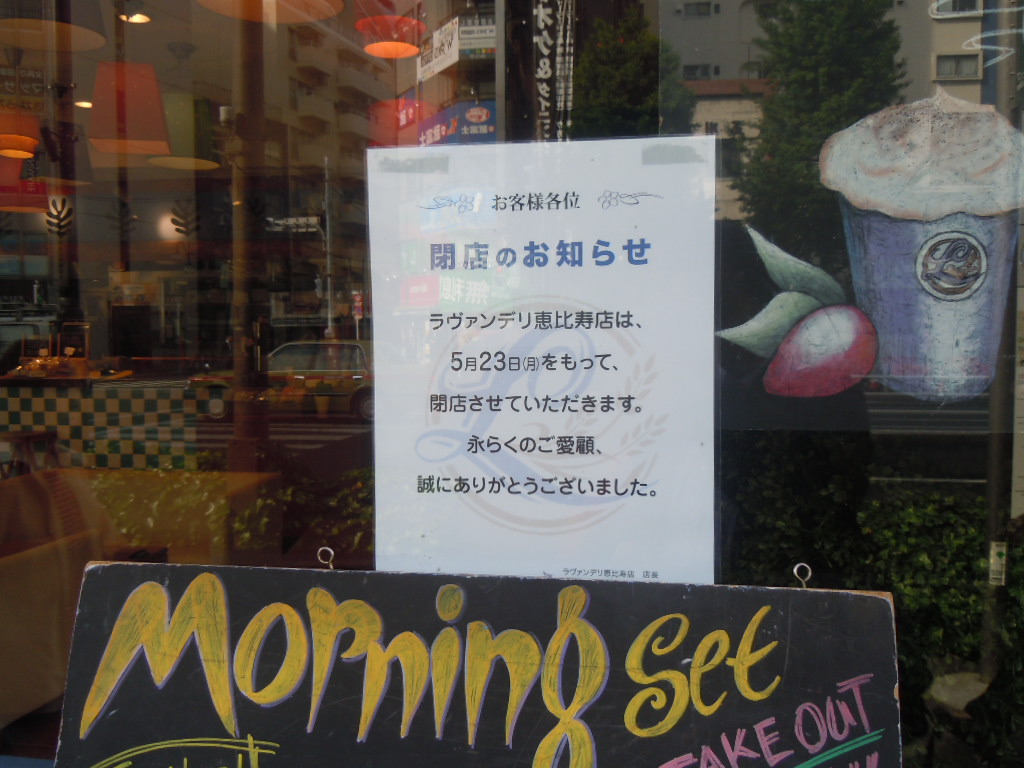 お客様各位
閉店のお知らせ
ラヴァンデリ恵比寿店は、
5月23日(月)をもって、
閉店させていただきます。
永らくのご愛顧、
誠にありがとうございました。
ラヴァンデリ恵比寿店 店長
Morning Set
TAKE OUT